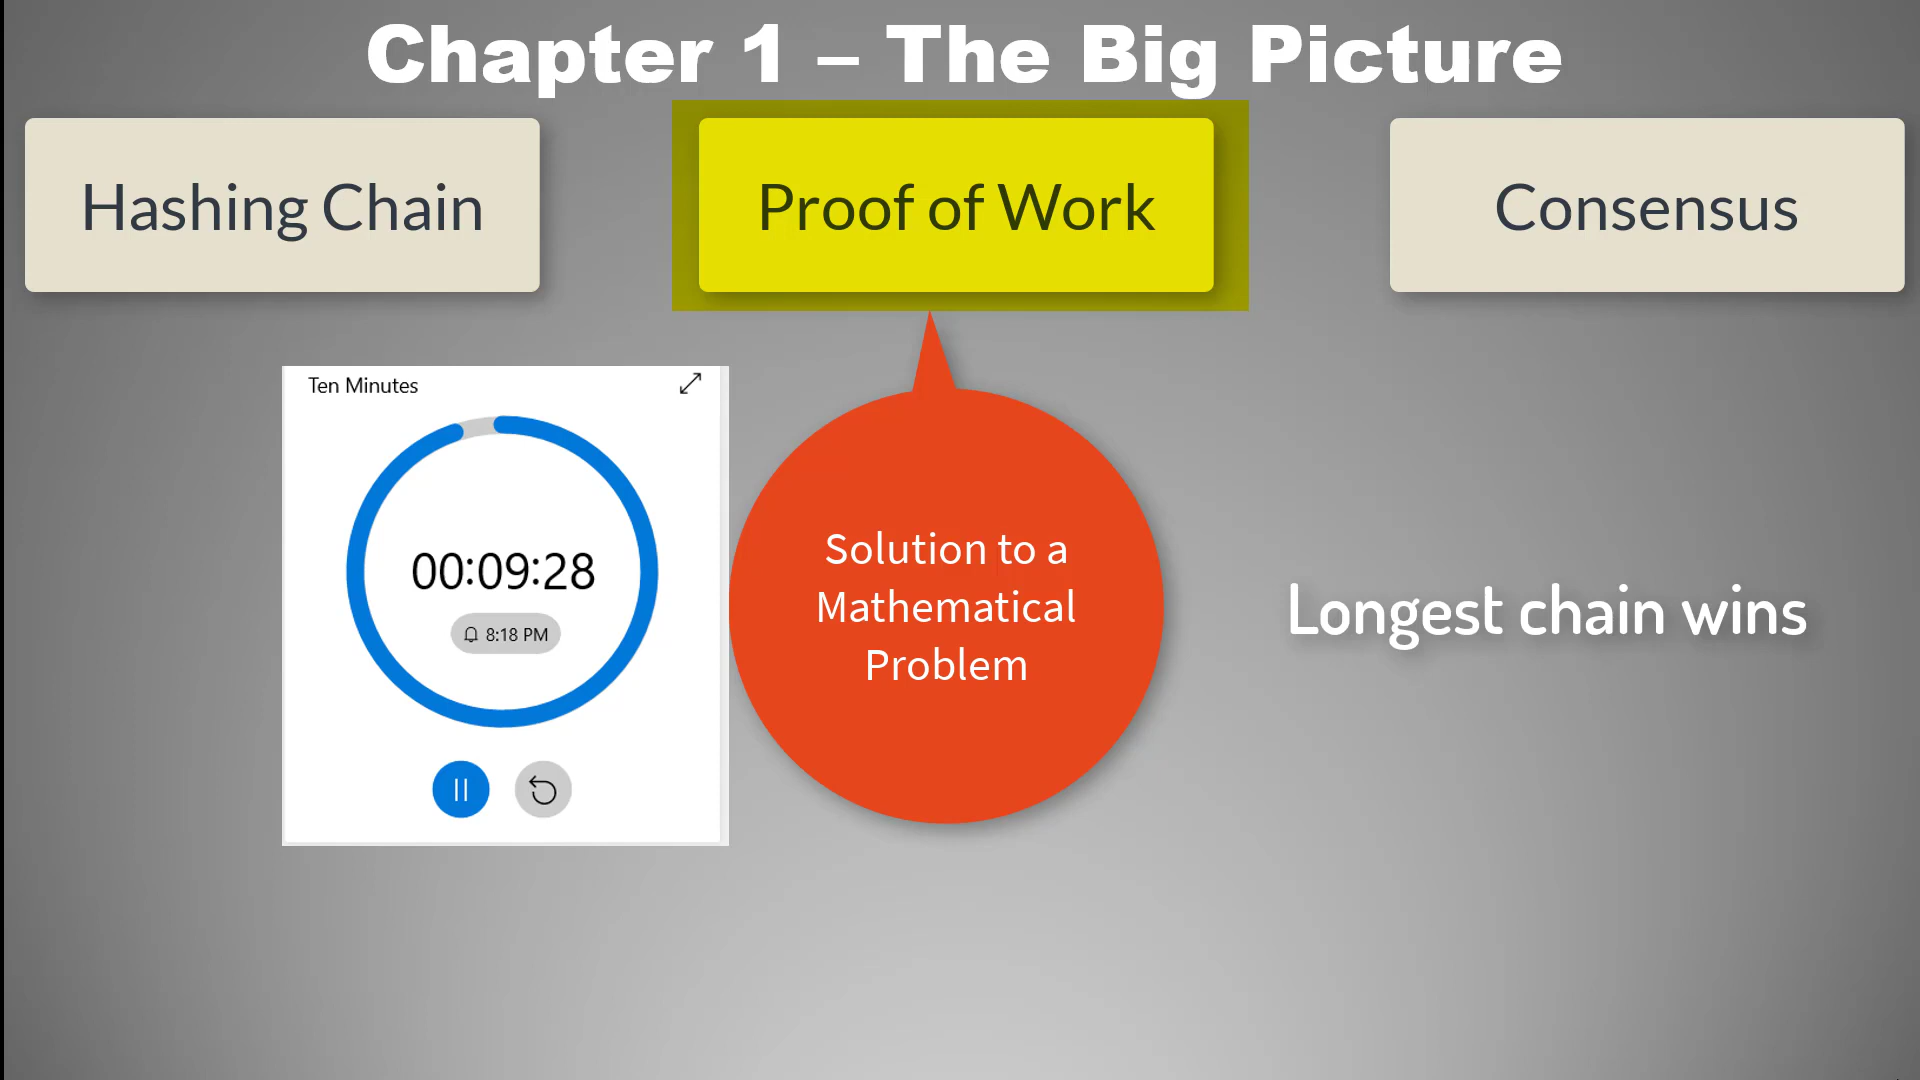 Chapter 1 – The Big Picture
Hashing Chain
Proof of Work
Consensus
Ten Minutes
00:09:28
8:18 PM
Solution to a
Mathematical
Problem
Longest chain wins